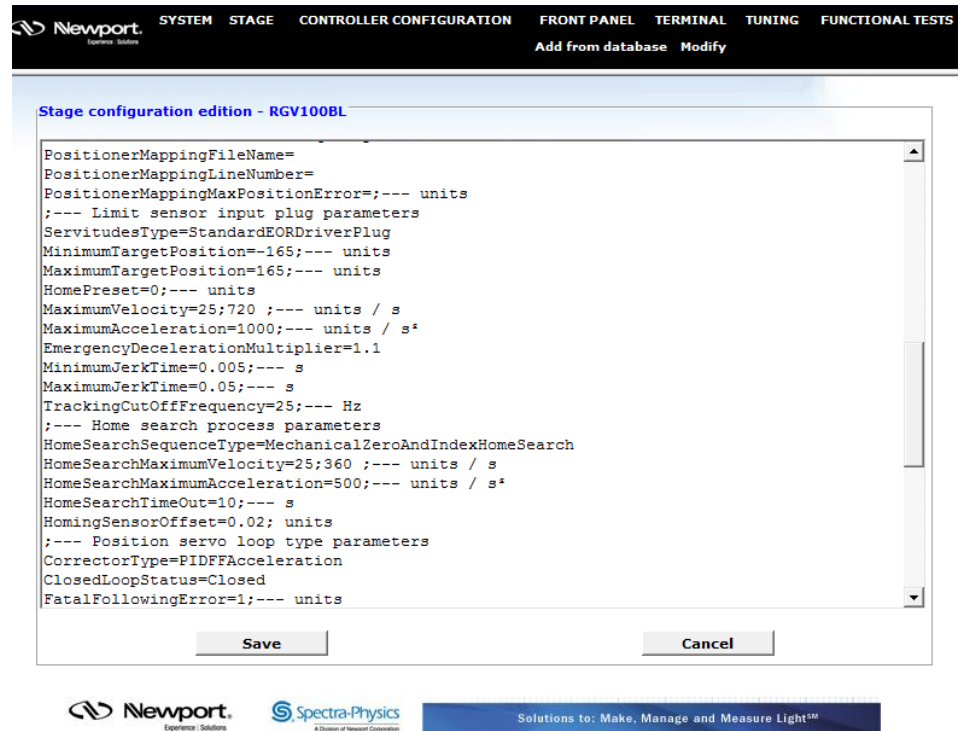 Newport.
Experience | Solutions
SYSTEM STAGE CONTROLLER CONFIGURATION FRONT PANEL TERMINAL TUNING FUNCTIONAL TESTS
Add from database Modify
Stage configuration edition - RGV100BL
PositionerMappingFileName=
PositionerMappingLineNumber=
PositionerMappingMaxPositionError=;--- units
;--- Limit sensor input plug parameters
ServitudesType=StandardEORDriverPlug
MinimumTargetPosition=-165;--- units
MaximumTargetPosition=165;--- units
HomePreset=0;--- units
MaximumVelocity=25;720 ;--- units / s
MaximumAcceleration=1000;--- units / s²
EmergencyDecelerationMultiplier=1.1
MinimumJerkTime=0.005;--- s
MaximumJerkTime=0.05;--- s
TrackingCutOffFrequency=25;--- Hz
;--- Home search process parameters
HomeSearchSequenceType=MechanicalZeroAndIndexHomeSearch
HomeSearchMaximumVelocity=25;360 ;--- units / s
HomeSearchMaximumAcceleration=500;--- units / s²
HomeSearchTimeOut=10;--- s
HomingSensorOffset=0.02; units
;--- Position servo loop type parameters
CorrectorType=PIDFFAcceleration
ClosedLoopStatus=Closed
FatalFollowingError=1;--- units
Save Cancel
Newport.
Experience | Solutions
Spectra-Physics
A Division of Newport Corporation
Solutions to: Make, Manage and Measure Light℠